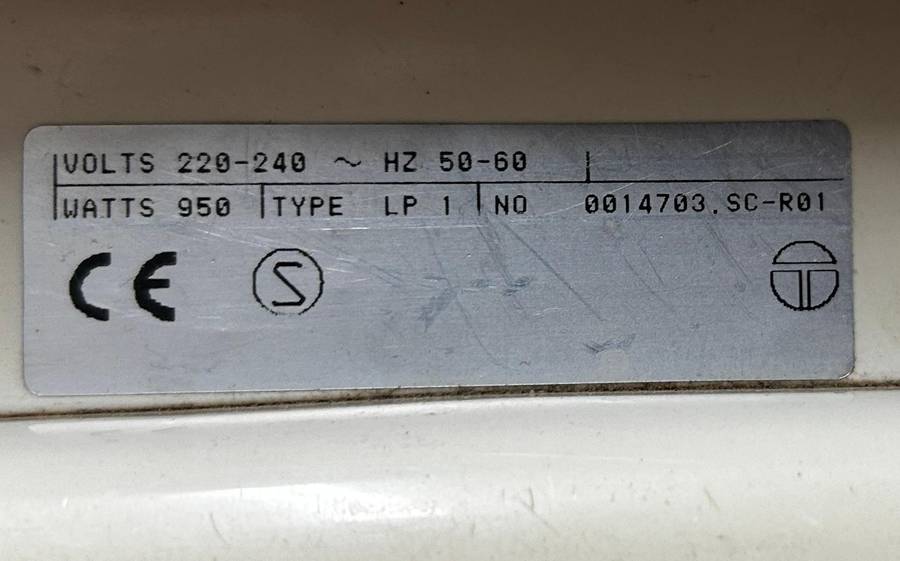 VOLTS 220-240 ~ HZ 50-60
WATTS 950 TYPE LP 1 NO 0014703.SC-R01
CE S